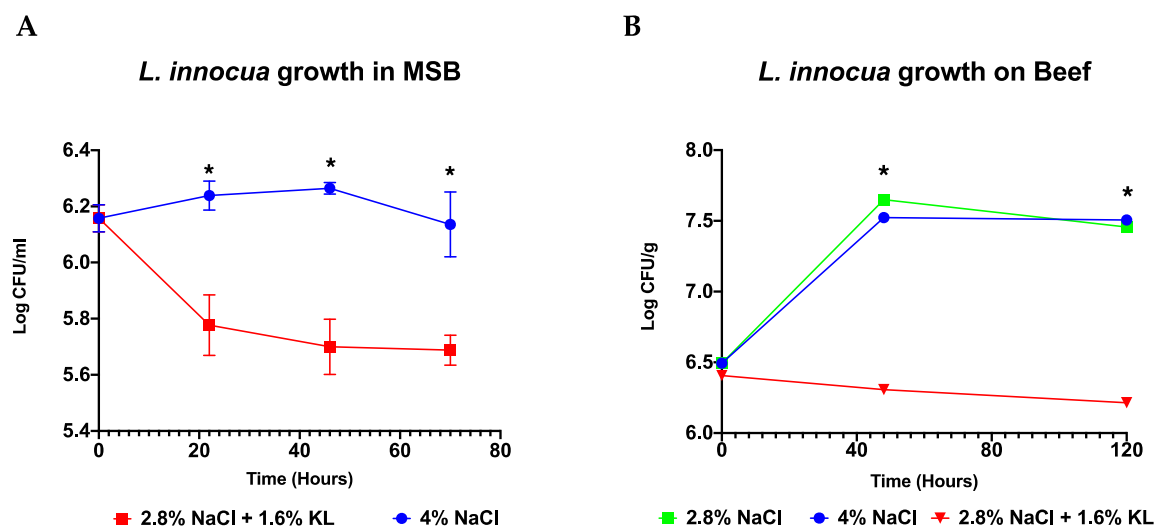 A
L. innocua growth in MSB
Log CFU/ml
6.4
6.2
6.0
5.8
5.6
5.4
* * *
0 20 40 60 80
Time (Hours)
2.8% NaCl + 1.6% KL 4% NaCl
B
L. innocua growth on Beef
Log CFU/g
8.0
7.5
7.0
6.5
6.0
* *
0 40 80 120
Time (Hours)
2.8% NaCl 4% NaCl 2.8% NaCl + 1.6% KL